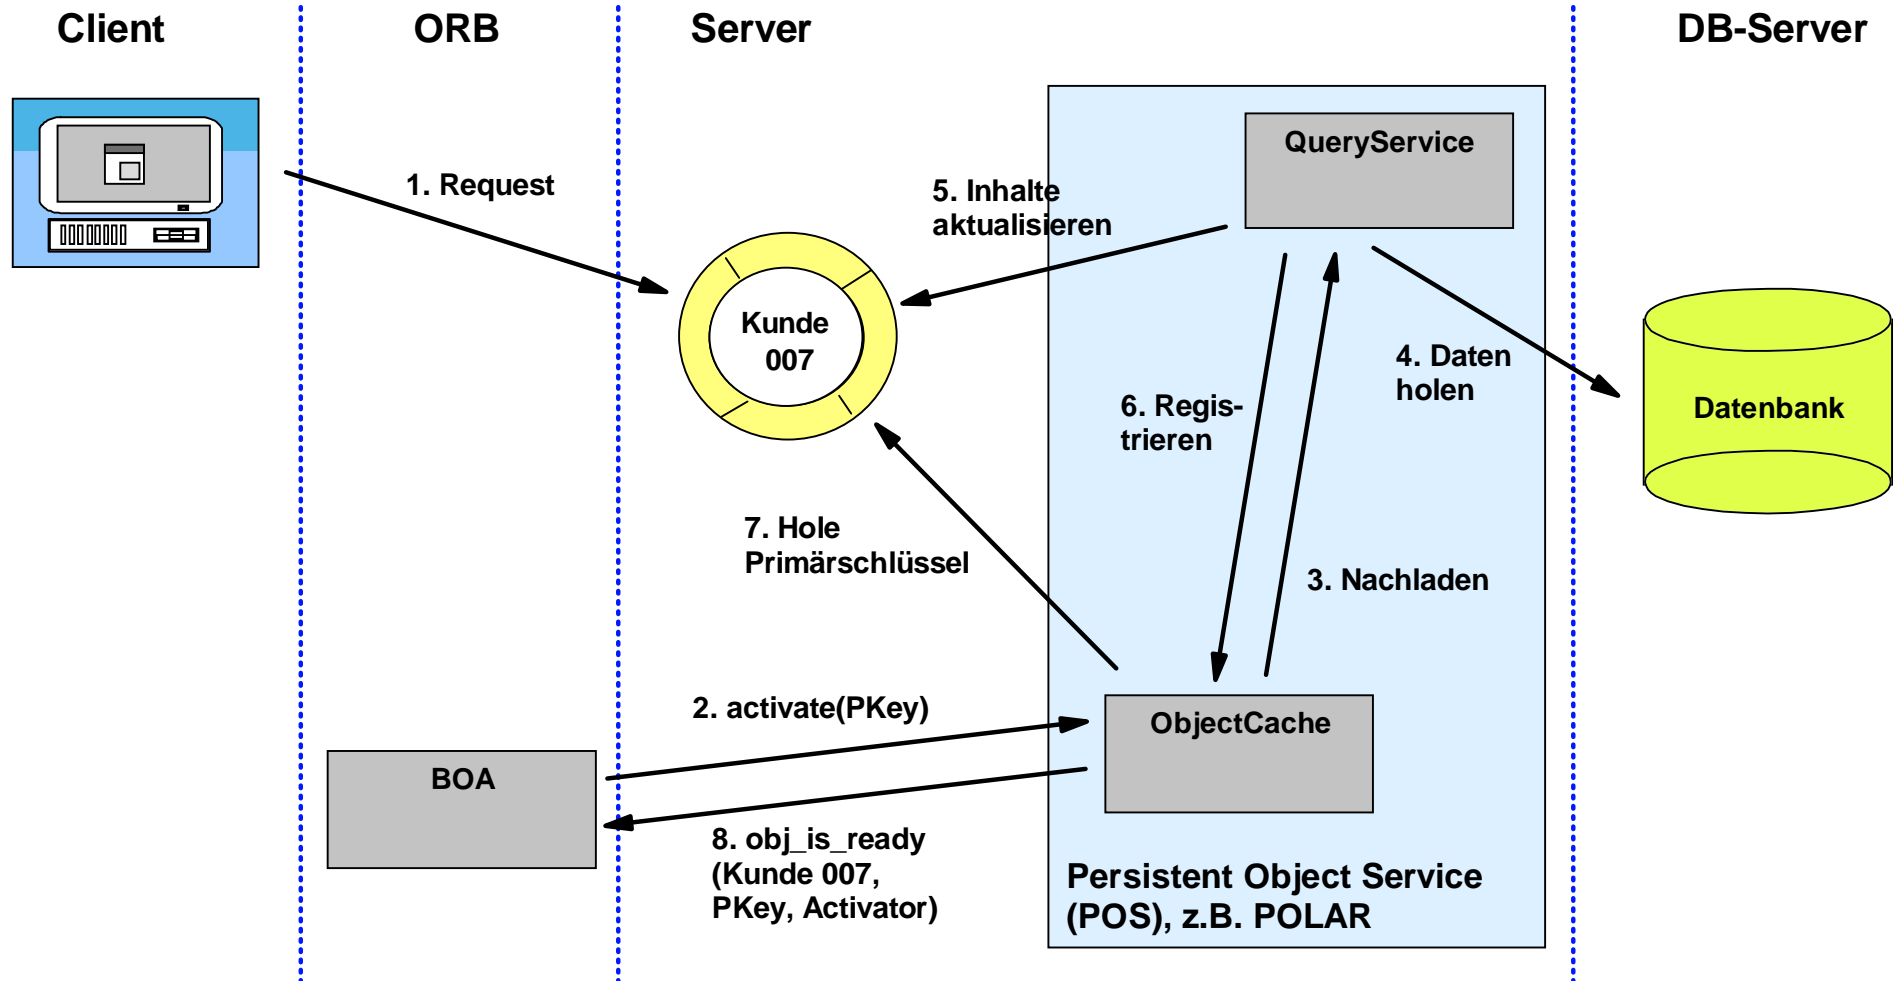 Client
ORB
Server
DB-Server
QueryService
1. Request
5. Inhalte
aktualisieren
Kunde
007
4. Daten
holen
Datenbank
6. Regis-
trieren
7. Hole
Primärschlüssel
3. Nachladen
2. activate(PKey)
ObjectCache
BOA
8. obj_is_ready
(Kunde 007,
PKey, Activator)
Persistent Object Service
(POS), z.B. POLAR